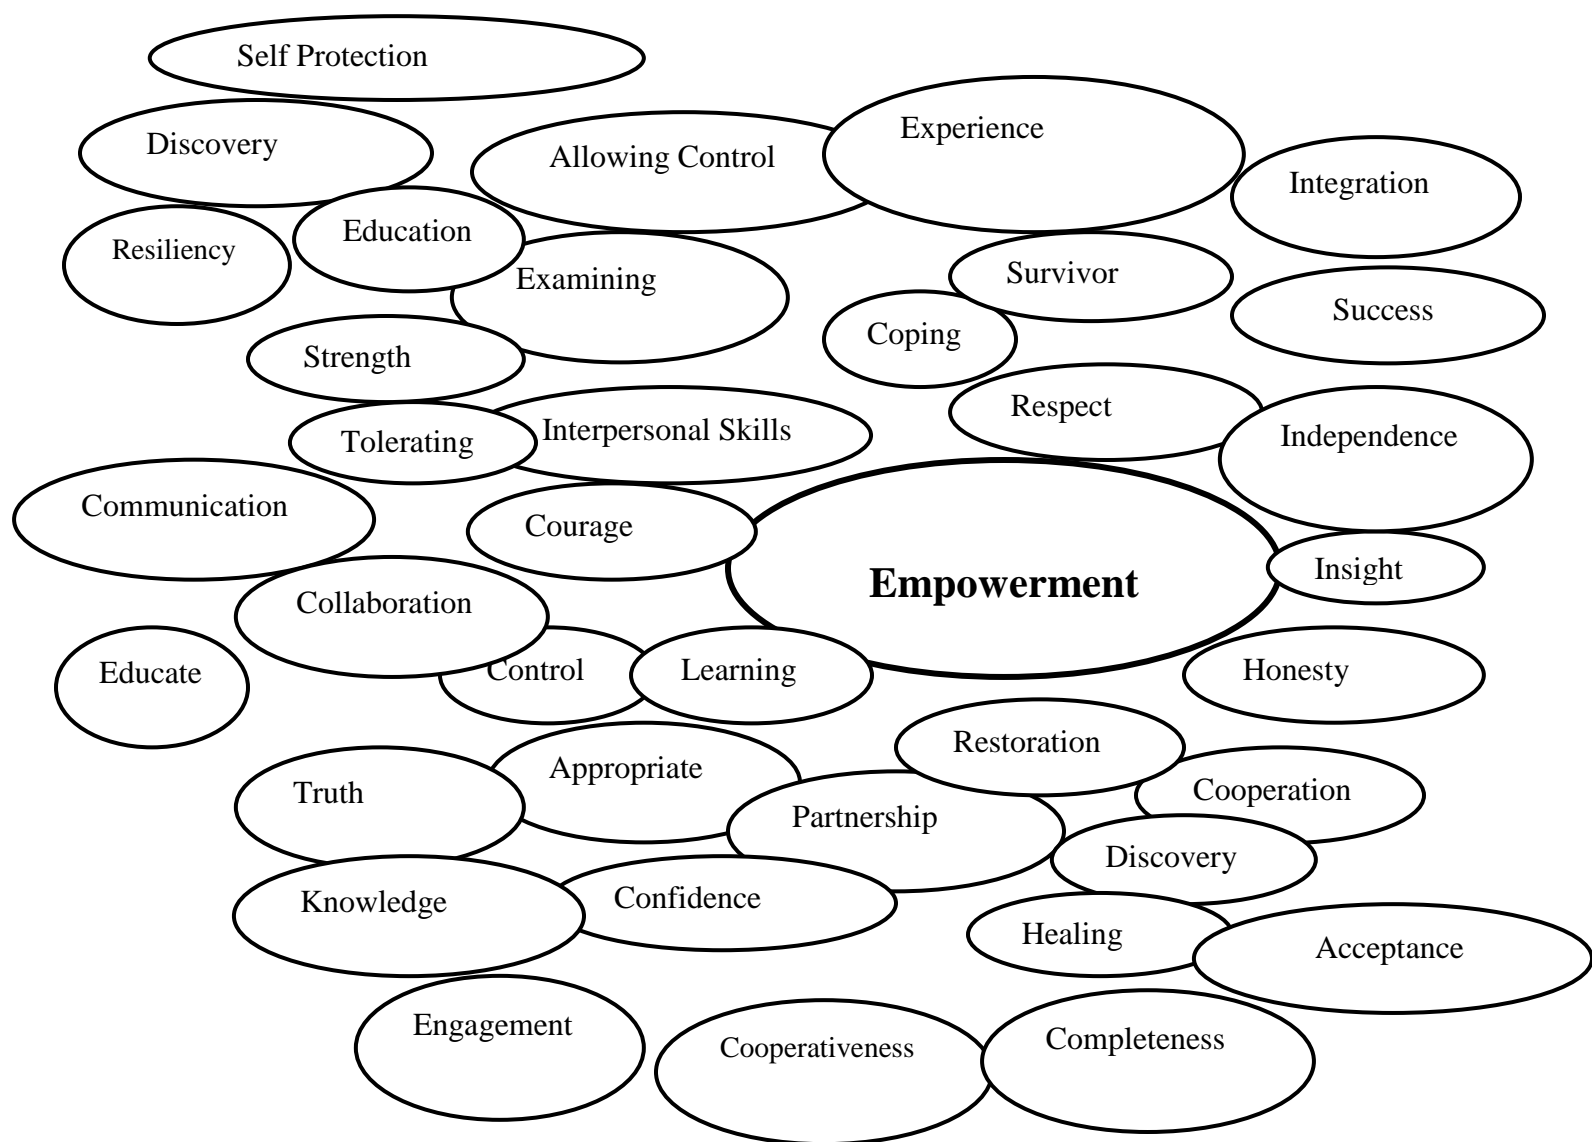 Self Protection
Experience
Discovery
Allowing Control
Integration
Education
Resiliency
Examining
Survivor
Success
Coping
Strength
Respect
Interpersonal Skills
Independence
Tolerating
Communication
Courage
Insight
Empowerment
Collaboration
Control
Learning
Honesty
Educate
Restoration
Appropriate
Cooperation
Truth
Partnership
Discovery
Confidence
Knowledge
Healing
Acceptance
Engagement
Completeness
Cooperativeness